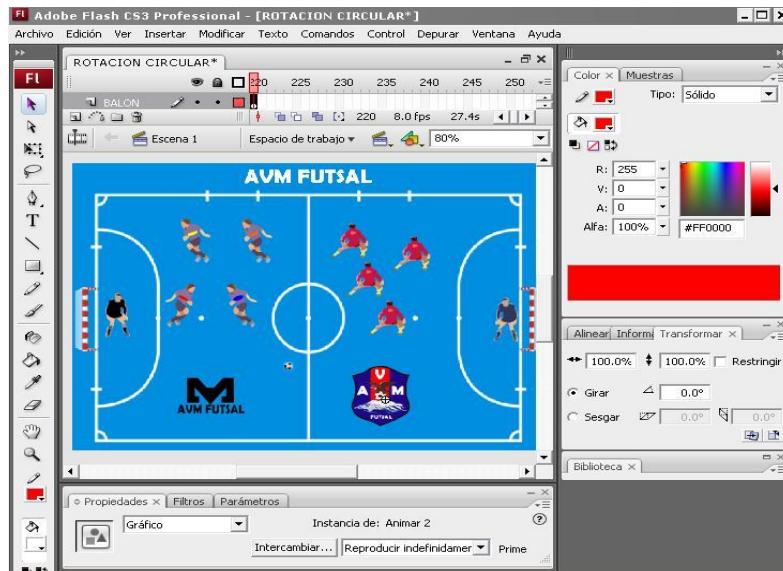 Adobe Flash CS3 Professional - [ROTACION CIRCULAR*]
Archivo Edición Ver Insertar Modificar Texto Comandos Control Depurar Ventana Ayuda
Fl
ROTACION CIRCULAR*
220 225 230 235 240 245 250
BALON
220 8.0 fps 27.4s
Escena 1 Espacio de trabajo 80%
AVM FUTSAL
M
AVM FUTSAL
V
A M
FUTSAL
Propiedades Filtros Parámetros
Gráfico Instancia de: Animar 2
Intercambiar... Reproducir indefinidamer Prime
Color Muestras
Tipo: Sólido
R: 255
V: 0
A: 0
Alfa: 100% #FF0000
Alinear Inform Transformar
100.0% 100.0% Restringir
Girar 0.0°
Sesgar 0.0° 0.0°
Biblioteca